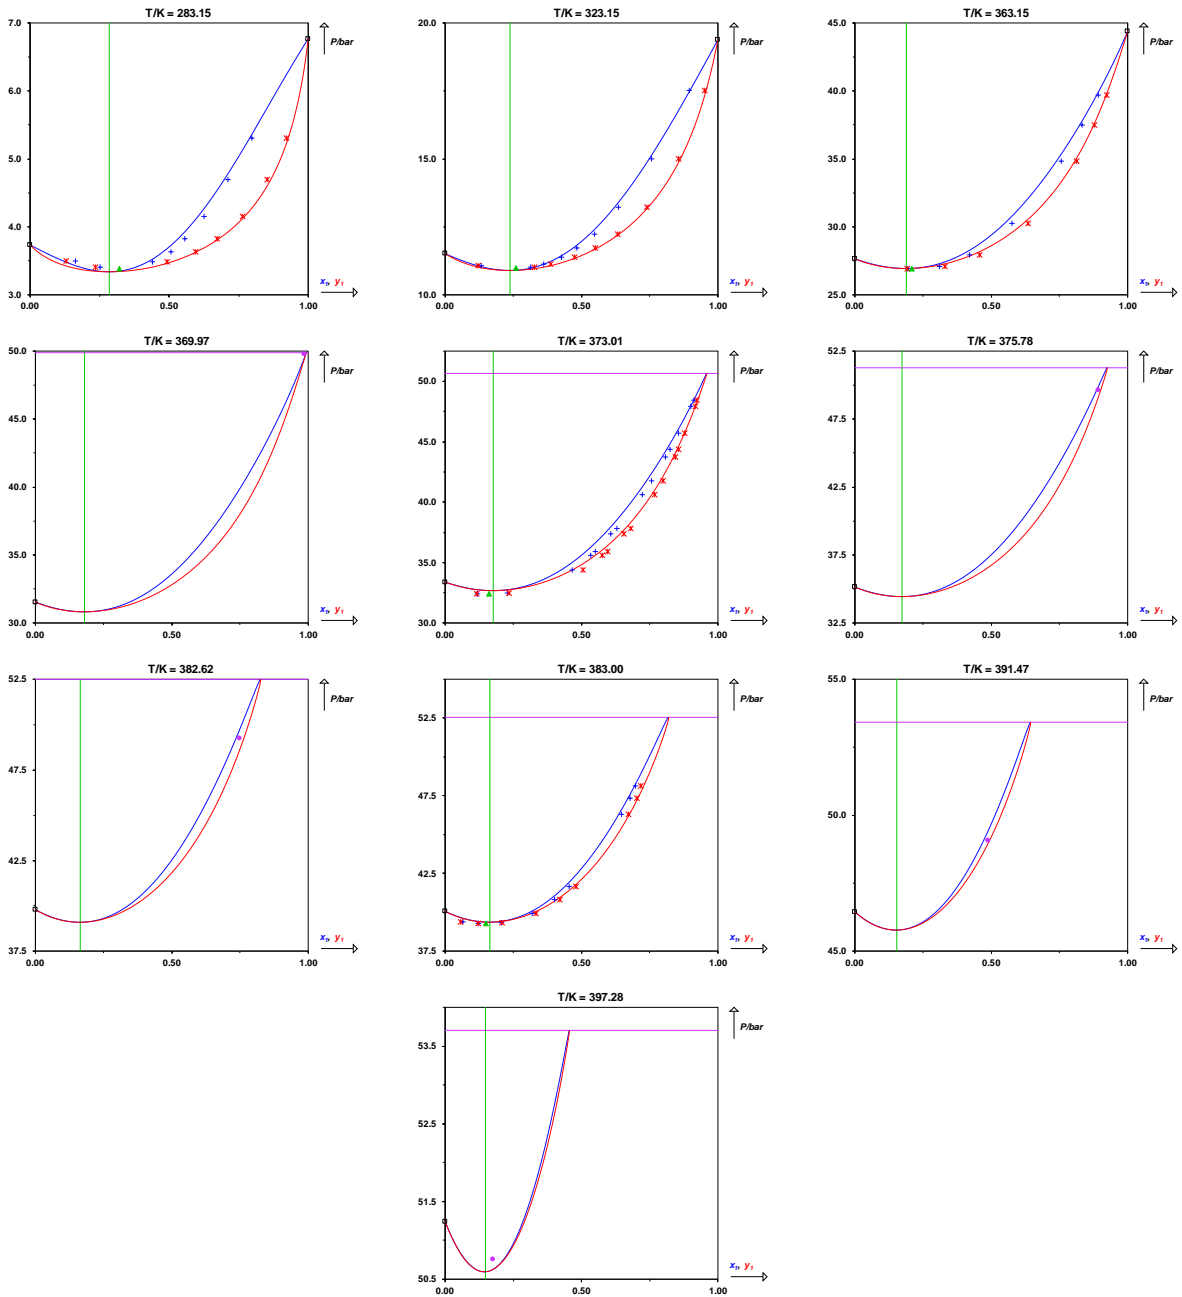 T/K = 283.15
7.0
6.0
5.0
4.0
3.0
0.00 0.50 1.00
P/bar
x₁, y₁
T/K = 323.15
20.0
15.0
10.0
0.00 0.50 1.00
P/bar
x₁, y₁
T/K = 363.15
45.0
40.0
35.0
30.0
25.0
0.00 0.50 1.00
P/bar
x₁, y₁
T/K = 369.97
50.0
45.0
40.0
35.0
30.0
0.00 0.50 1.00
P/bar
x₁, y₁
T/K = 373.01
50.0
45.0
40.0
35.0
30.0
0.00 0.50 1.00
P/bar
x₁, y₁
T/K = 375.78
52.5
47.5
42.5
37.5
32.5
0.00 0.50 1.00
P/bar
x₁, y₁
T/K = 382.62
52.5
47.5
42.5
37.5
0.00 0.50 1.00
P/bar
x₁, y₁
T/K = 383.00
52.5
47.5
42.5
37.5
0.00 0.50 1.00
P/bar
x₁, y₁
T/K = 391.47
55.0
50.0
45.0
0.00 0.50 1.00
P/bar
x₁, y₁
T/K = 397.28
53.5
52.5
51.5
50.5
0.00 0.50 1.00
P/bar
x₁, y₁